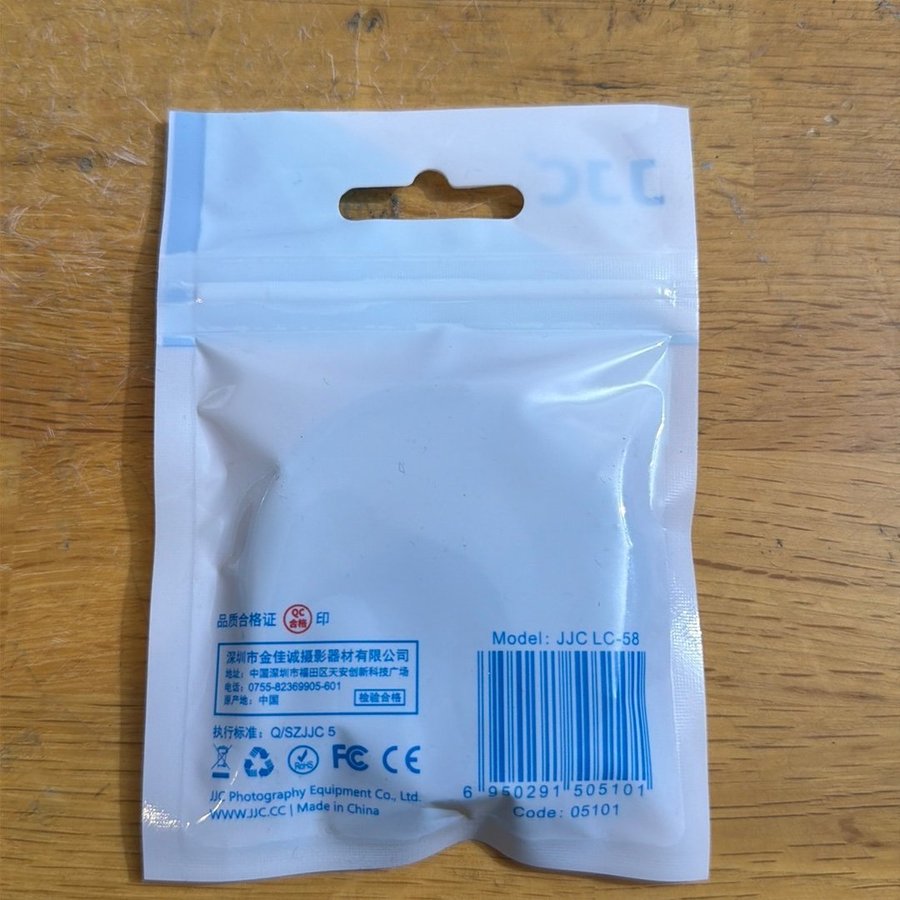 JJC
品质合格证 QC 合格 印
深圳市金佳诚摄影器材有限公司
地址：中国深圳市福田区天安创新科技广场
电话：0755-82369905-601
原产地：中国 检验合格
执行标准：Q/SZJJC 5
RoHS FC CE
JJC Photography Equipment Co., Ltd.
WWW.JJC.CC | Made in China
Model: JJC LC-58
6 950291 505101
Code: 05101